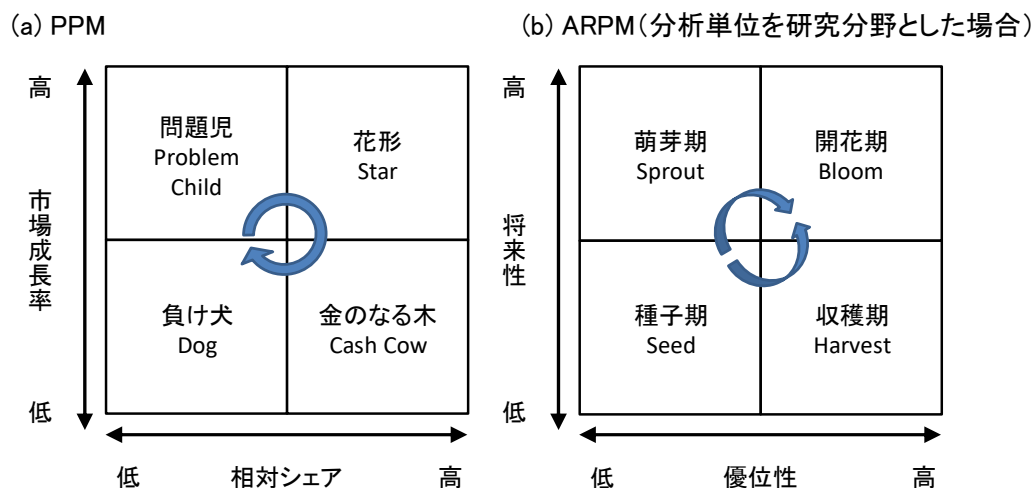 (a) PPM
高
市場成長率
低
問題児
Problem
Child
花形
Star
負け犬
Dog
金のなる木
Cash Cow
低
相対シェア
高
(b) ARPM(分析単位を研究分野とした場合)
高
将来性
低
萌芽期
Sprout
開花期
Bloom
種子期
Seed
収穫期
Harvest
低
優位性
高